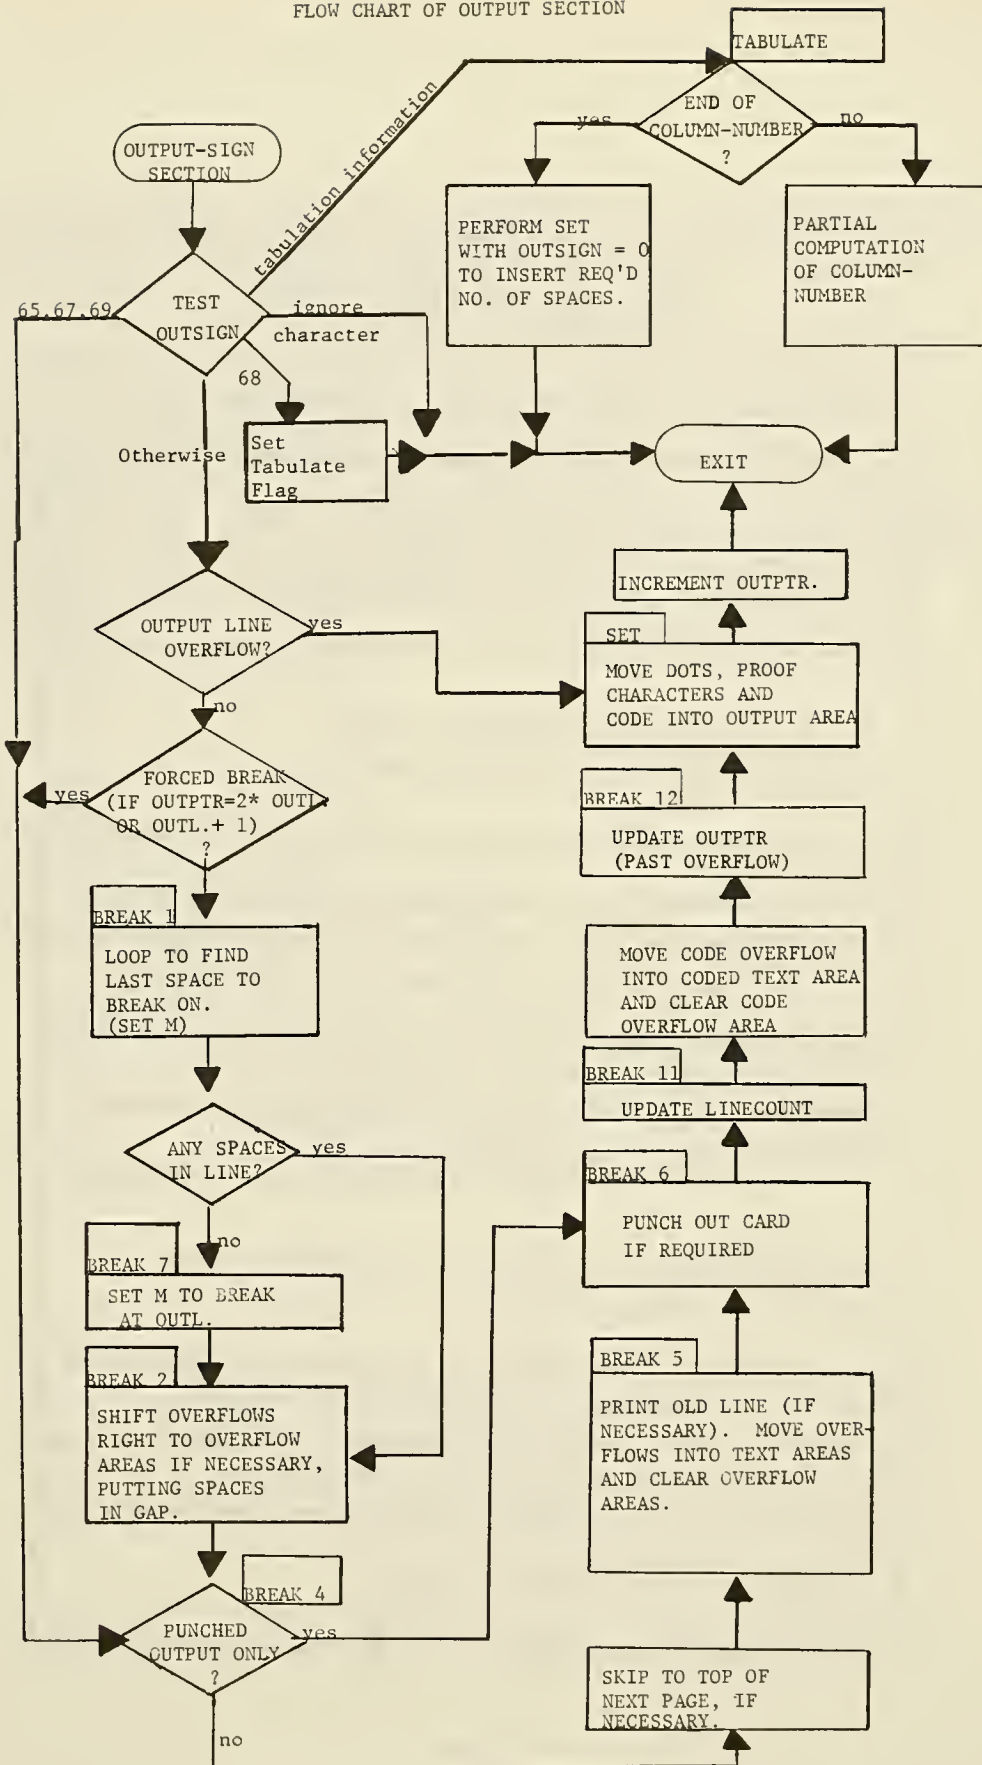 FLOW CHART OF OUTPUT SECTION
TABULATE
END OF
COLUMN-NUMBER
?
yes
no
OUTPUT-SIGN
SECTION
tabulation information
PERFORM SET
WITH OUTSIGN = 0
TO INSERT REQ'D
NO. OF SPACES.
PARTIAL
COMPUTATION
OF COLUMN-
NUMBER
65,67,69
TEST
OUTSIGN
ignore
character
68
Otherwise
Set
Tabulate
Flag
EXIT
INCREMENT OUTPTR.
OUTPUT LINE
OVERFLOW?
yes
no
SET
MOVE DOTS, PROOF
CHARACTERS AND
CODE INTO OUTPUT AREA
FORCED BREAK
(IF OUTPTR=2* OUTL
OR OUTL.+ 1)
?
yes
BREAK 12
UPDATE OUTPTR
(PAST OVERFLOW)
BREAK 1
LOOP TO FIND
LAST SPACE TO
BREAK ON.
(SET M)
MOVE CODE OVERFLOW
INTO CODED TEXT AREA
AND CLEAR CODE
OVERFLOW AREA
BREAK 11
UPDATE LINECOUNT
ANY SPACES
IN LINE?
yes
no
BREAK 6
PUNCH OUT CARD
IF REQUIRED
BREAK 7
SET M TO BREAK
AT OUTL.
BREAK 2
SHIFT OVERFLOWS
RIGHT TO OVERFLOW
AREAS IF NECESSARY,
PUTTING SPACES
IN GAP.
BREAK 5
PRINT OLD LINE (IF
NECESSARY). MOVE OVER-
FLOWS INTO TEXT AREAS
AND CLEAR OVERFLOW
AREAS.
BREAK 4
PUNCHED
OUTPUT ONLY
?
yes
no
SKIP TO TOP OF
NEXT PAGE, IF
NECESSARY.